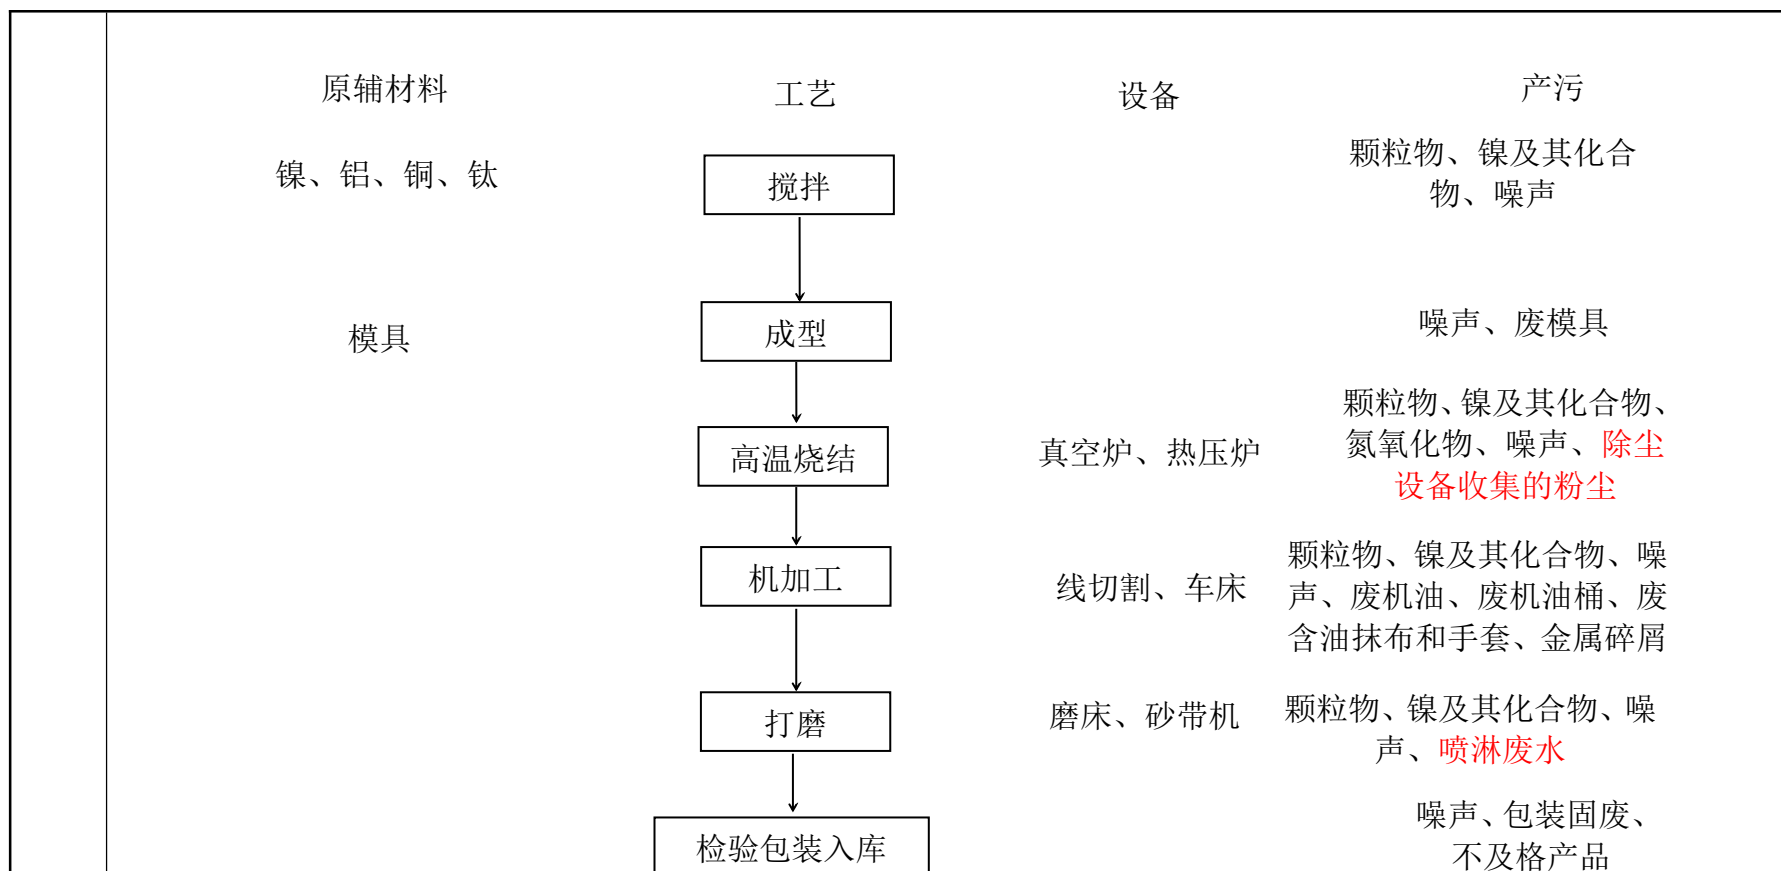 原辅材料
工艺
设备
产污
镍、铝、铜、钛
搅拌
颗粒物、镍及其化合
物、噪声
模具
成型
噪声、废模具
高温烧结
真空炉、热压炉
颗粒物、镍及其化合物、
氮氧化物、噪声、除尘
设备收集的粉尘
机加工
线切割、车床
颗粒物、镍及其化合物、噪
声、废机油、废机油桶、废
含油抹布和手套、金属碎屑
打磨
磨床、砂带机
颗粒物、镍及其化合物、噪
声、喷淋废水
检验包装入库
噪声、包装固废、
不及格产品